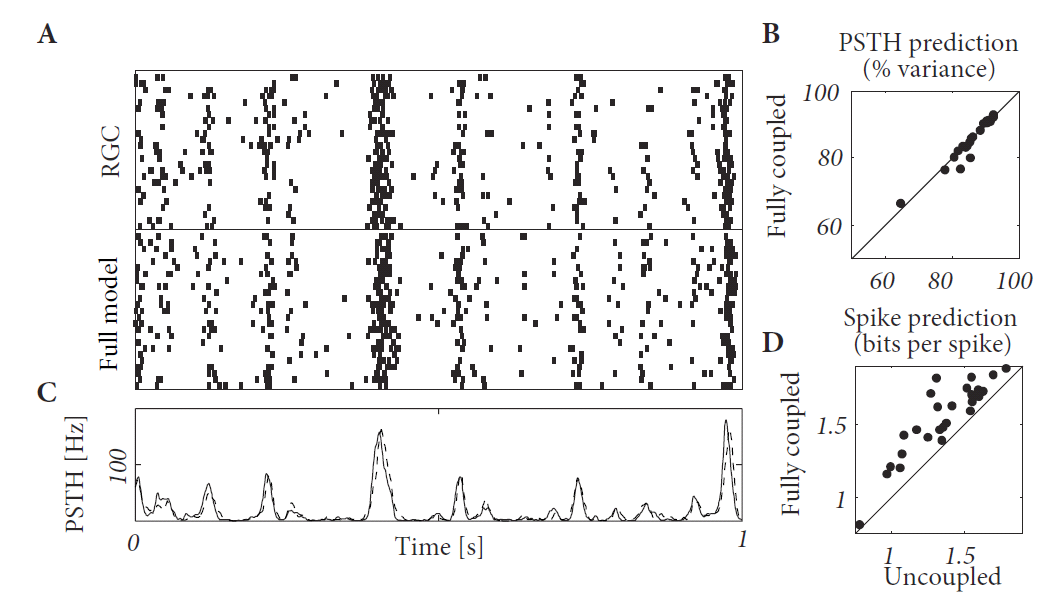 A
RGC
Full model
B
PSTH prediction
(% variance)
Fully coupled
100
80
60
60 80 100
C
PSTH [Hz]
100
0
Time [s]
1
D
Spike prediction
(bits per spike)
Fully coupled
1.5
1
1 1.5
Uncoupled